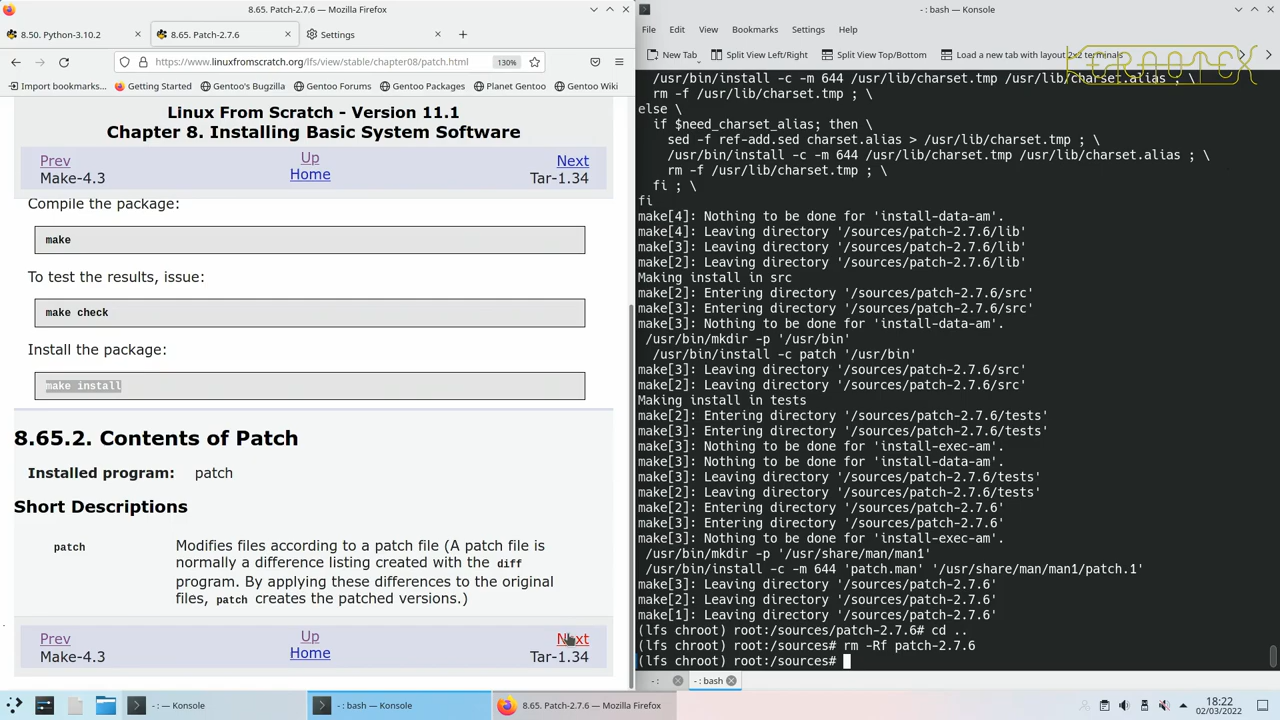 8.65. Patch-2.7.6 — Mozilla Firefox
8.50. Python-3.10.2
8.65. Patch-2.7.6
Settings
https://www.linuxfromscratch.org/lfs/view/stable/chapter08/patch.html
130%
Import bookmarks...
Getting Started
Gentoo's Bugzilla
Gentoo Forums
Gentoo Packages
Planet Gentoo
Gentoo Wiki
Linux From Scratch - Version 11.1
Chapter 8. Installing Basic System Software
Prev
Up
Next
Make-4.3
Home
Tar-1.34
Compile the package:
make
To test the results, issue:
make check
Install the package:
make install
8.65.2. Contents of Patch
Installed program: patch
Short Descriptions
patch
Modifies files according to a patch file (A patch file is
normally a difference listing created with the diff
program. By applying these differences to the original
files, patch creates the patched versions.)
Prev
Up
Next
Make-4.3
Home
Tar-1.34
- : bash — Konsole
File Edit View Bookmarks Settings Help
New Tab
Split View Left/Right
Split View Top/Bottom
Load a new tab with layout 2x2 terminals
/usr/bin/install -c -m 644 /usr/lib/charset.tmp /usr/lib/charset.alias ; \
rm -f /usr/lib/charset.tmp ; \
else \
if $need_charset_alias; then \
sed -f ref-add.sed charset.alias > /usr/lib/charset.tmp ; \
/usr/bin/install -c -m 644 /usr/lib/charset.tmp /usr/lib/charset.alias ; \
rm -f /usr/lib/charset.tmp ; \
fi ; \
fi
make[4]: Nothing to be done for 'install-data-am'.
make[4]: Leaving directory '/sources/patch-2.7.6/lib'
make[3]: Leaving directory '/sources/patch-2.7.6/lib'
make[2]: Leaving directory '/sources/patch-2.7.6/lib'
Making install in src
make[2]: Entering directory '/sources/patch-2.7.6/src'
make[3]: Entering directory '/sources/patch-2.7.6/src'
make[3]: Nothing to be done for 'install-data-am'.
/usr/bin/mkdir -p '/usr/bin'
/usr/bin/install -c patch '/usr/bin'
make[3]: Leaving directory '/sources/patch-2.7.6/src'
make[2]: Leaving directory '/sources/patch-2.7.6/src'
Making install in tests
make[2]: Entering directory '/sources/patch-2.7.6/tests'
make[3]: Entering directory '/sources/patch-2.7.6/tests'
make[3]: Nothing to be done for 'install-exec-am'.
make[3]: Nothing to be done for 'install-data-am'.
make[3]: Leaving directory '/sources/patch-2.7.6/tests'
make[2]: Leaving directory '/sources/patch-2.7.6/tests'
make[2]: Entering directory '/sources/patch-2.7.6'
make[3]: Entering directory '/sources/patch-2.7.6'
make[3]: Nothing to be done for 'install-exec-am'.
/usr/bin/mkdir -p '/usr/share/man/man1'
/usr/bin/install -c -m 644 'patch.man' '/usr/share/man/man1/patch.1'
make[3]: Leaving directory '/sources/patch-2.7.6'
make[2]: Leaving directory '/sources/patch-2.7.6'
make[1]: Leaving directory '/sources/patch-2.7.6'
(lfs chroot) root:/sources/patch-2.7.6# cd ..
(lfs chroot) root:/sources# rm -Rf patch-2.7.6
(lfs chroot) root:/sources#
- :
- : bash
- : — Konsole
- : bash — Konsole
8.65. Patch-2.7.6 — Mozilla Firefox
18:22
02/03/2022